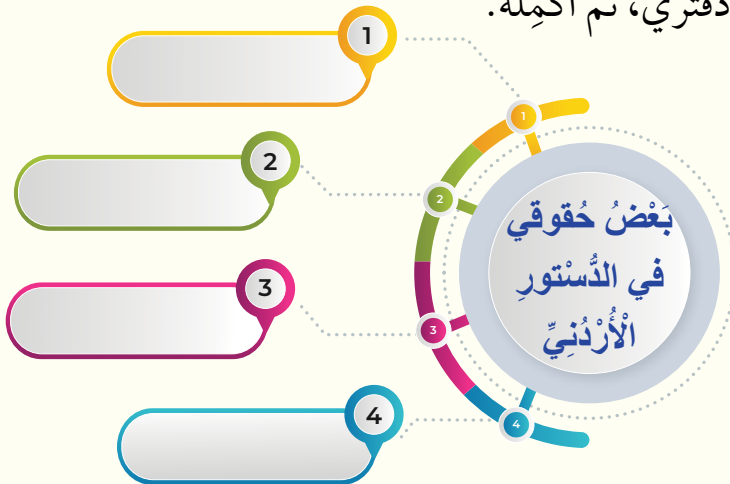 دفتري، ثم أكمله:
1
2
3
4
1
2
3
4
بَعْضُ حُقوقي
في الدُّسْتورِ
الْأُرْدُنِيِّ